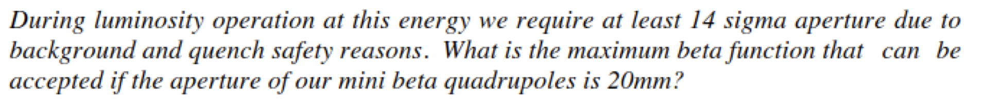 During luminosity operation at this energy we require at least 14 sigma aperture due to
background and quench safety reasons. What is the maximum beta function that can be
accepted if the aperture of our mini beta quadrupoles is 20mm?